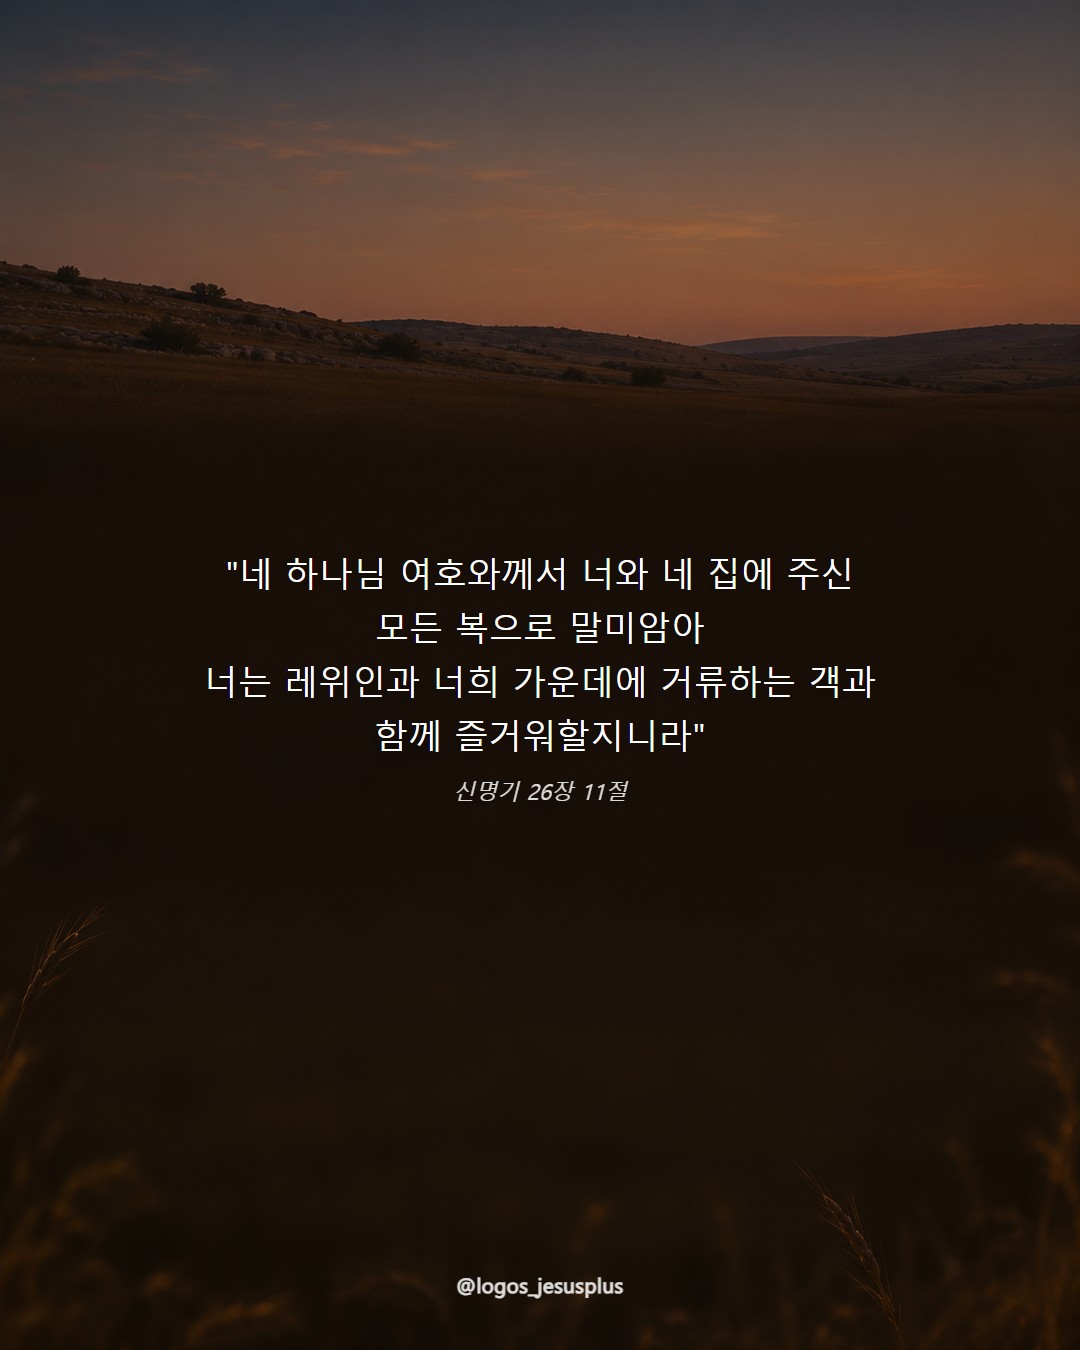 "네 하나님 여호와께서 너와 네 집에 주신
모든 복으로 말미암아
너는 레위인과 너희 가운데에 거류하는 객과
함께 즐거워할지니라"
신명기 26장 11절
@logos_jesusplus